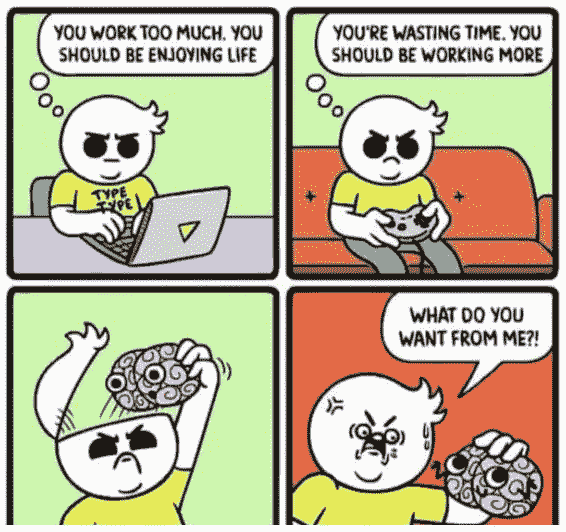 YOU WORK TOO MUCH. YOU
SHOULD BE ENJOYING LIFE
TYPE
TYPE
YOU'RE WASTING TIME. YOU
SHOULD BE WORKING MORE
WHAT DO YOU
WANT FROM ME?!